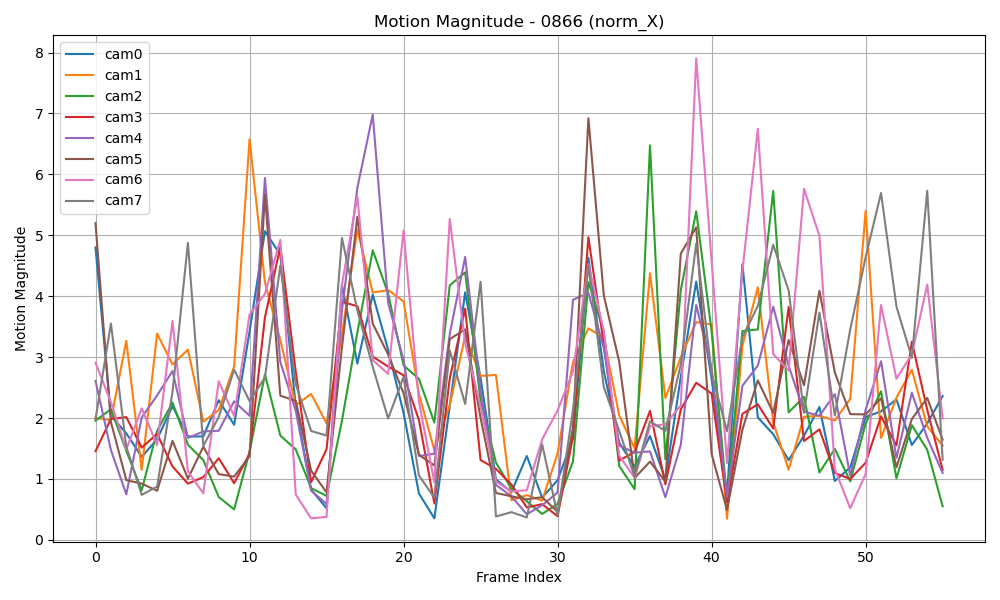 Motion Magnitude - 0866 (norm_X)
8
7
6
5
4
3
2
1
0
Motion Magnitude
cam0
cam1
cam2
cam3
cam4
cam5
cam6
cam7
0
10
20
30
40
50
Frame Index